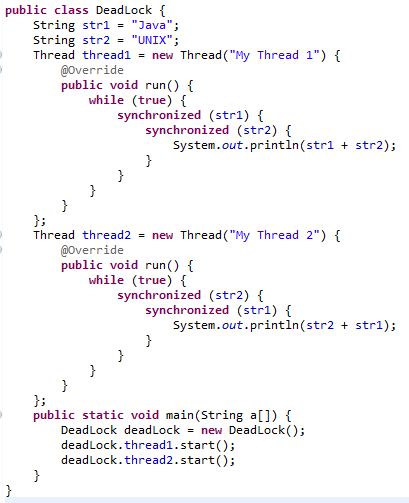 public class DeadLock {
    String str1 = "Java";
    String str2 = "UNIX";
    Thread thread1 = new Thread("My Thread 1") {
        @Override
        public void run() {
            while (true) {
                synchronized (str1) {
                    synchronized (str2) {
                        System.out.println(str1 + str2);
                    }
                }
            }
        }
    };
    Thread thread2 = new Thread("My Thread 2") {
        @Override
        public void run() {
            while (true) {
                synchronized (str2) {
                    synchronized (str1) {
                        System.out.println(str2 + str1);
                    }
                }
            }
        }
    };
    public static void main(String a[]) {
        DeadLock deadLock = new DeadLock();
        deadLock.thread1.start();
        deadLock.thread2.start();
    }
}